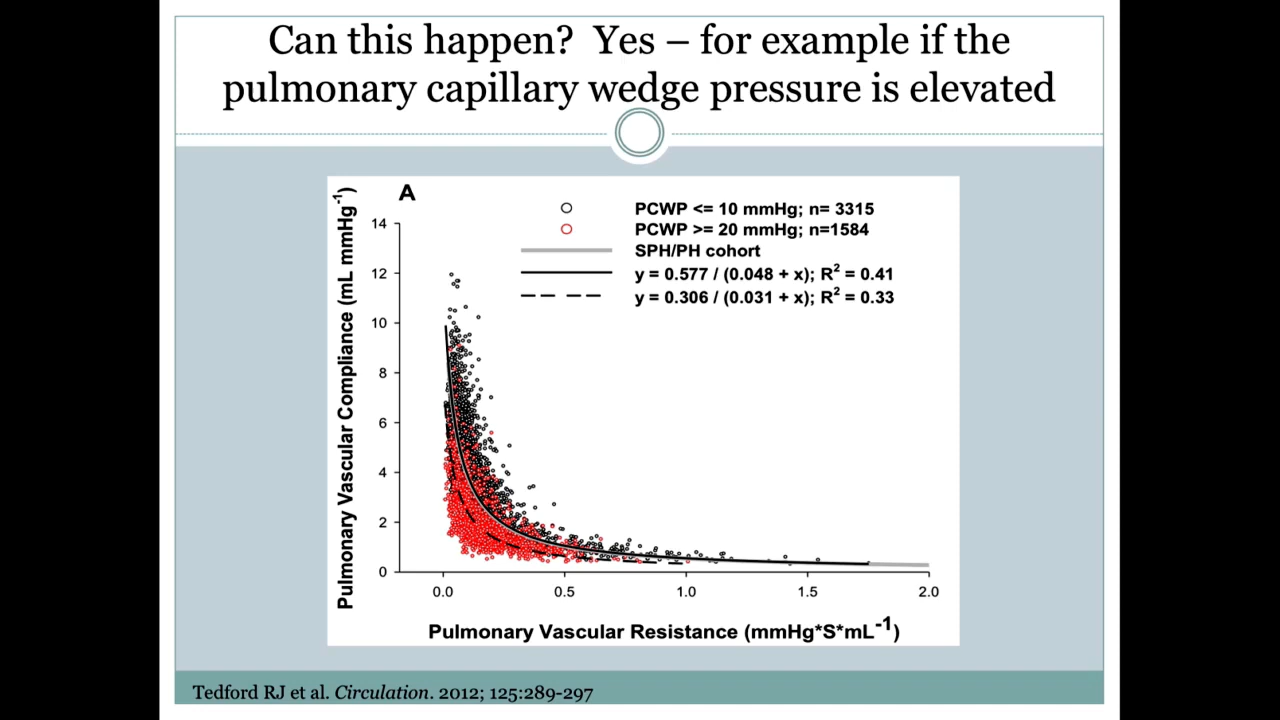 Can this happen? Yes – for example if the
pulmonary capillary wedge pressure is elevated
A
PCWP <= 10 mmHg; n= 3315
PCWP >= 20 mmHg; n=1584
SPH/PH cohort
y = 0.577 / (0.048 + x); R² = 0.41
y = 0.306 / (0.031 + x); R² = 0.33
Pulmonary Vascular Compliance (mL mmHg⁻¹)
14
12
10
8
6
4
2
0
0.0 0.5 1.0 1.5 2.0
Pulmonary Vascular Resistance (mmHg*S*mL⁻¹)
Tedford RJ et al. Circulation. 2012; 125:289-297